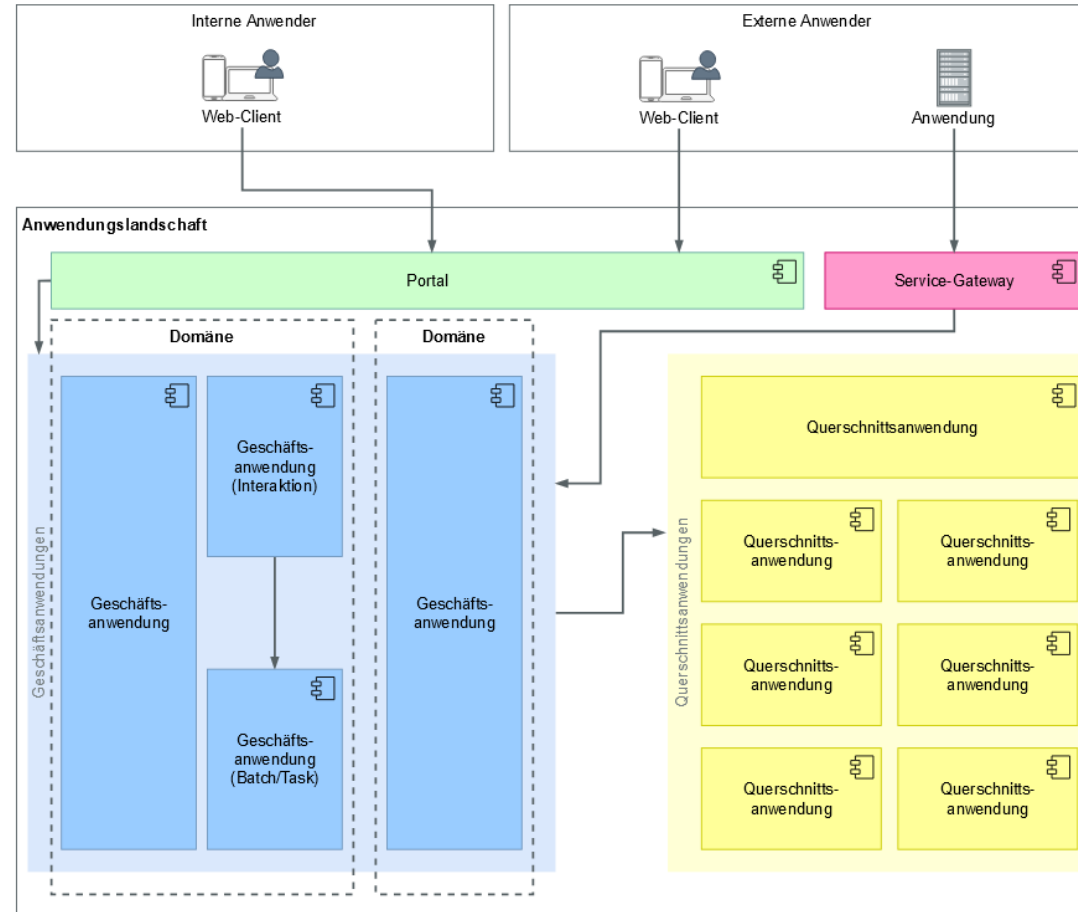 Interne Anwender
Externe Anwender
Web-Client
Web-Client
Anwendung
Anwendungslandschaft
Portal
Service-Gateway
Domäne
Domäne
Geschäftsanwendungen
Geschäfts-
anwendung
Geschäfts-
anwendung
(Interaktion)
Geschäfts-
anwendung
(Batch/Task)
Geschäfts-
anwendung
Querschnittsanwendungen
Querschnittsanwendung
Querschnitts-
anwendung
Querschnitts-
anwendung
Querschnitts-
anwendung
Querschnitts-
anwendung
Querschnitts-
anwendung
Querschnitts-
anwendung